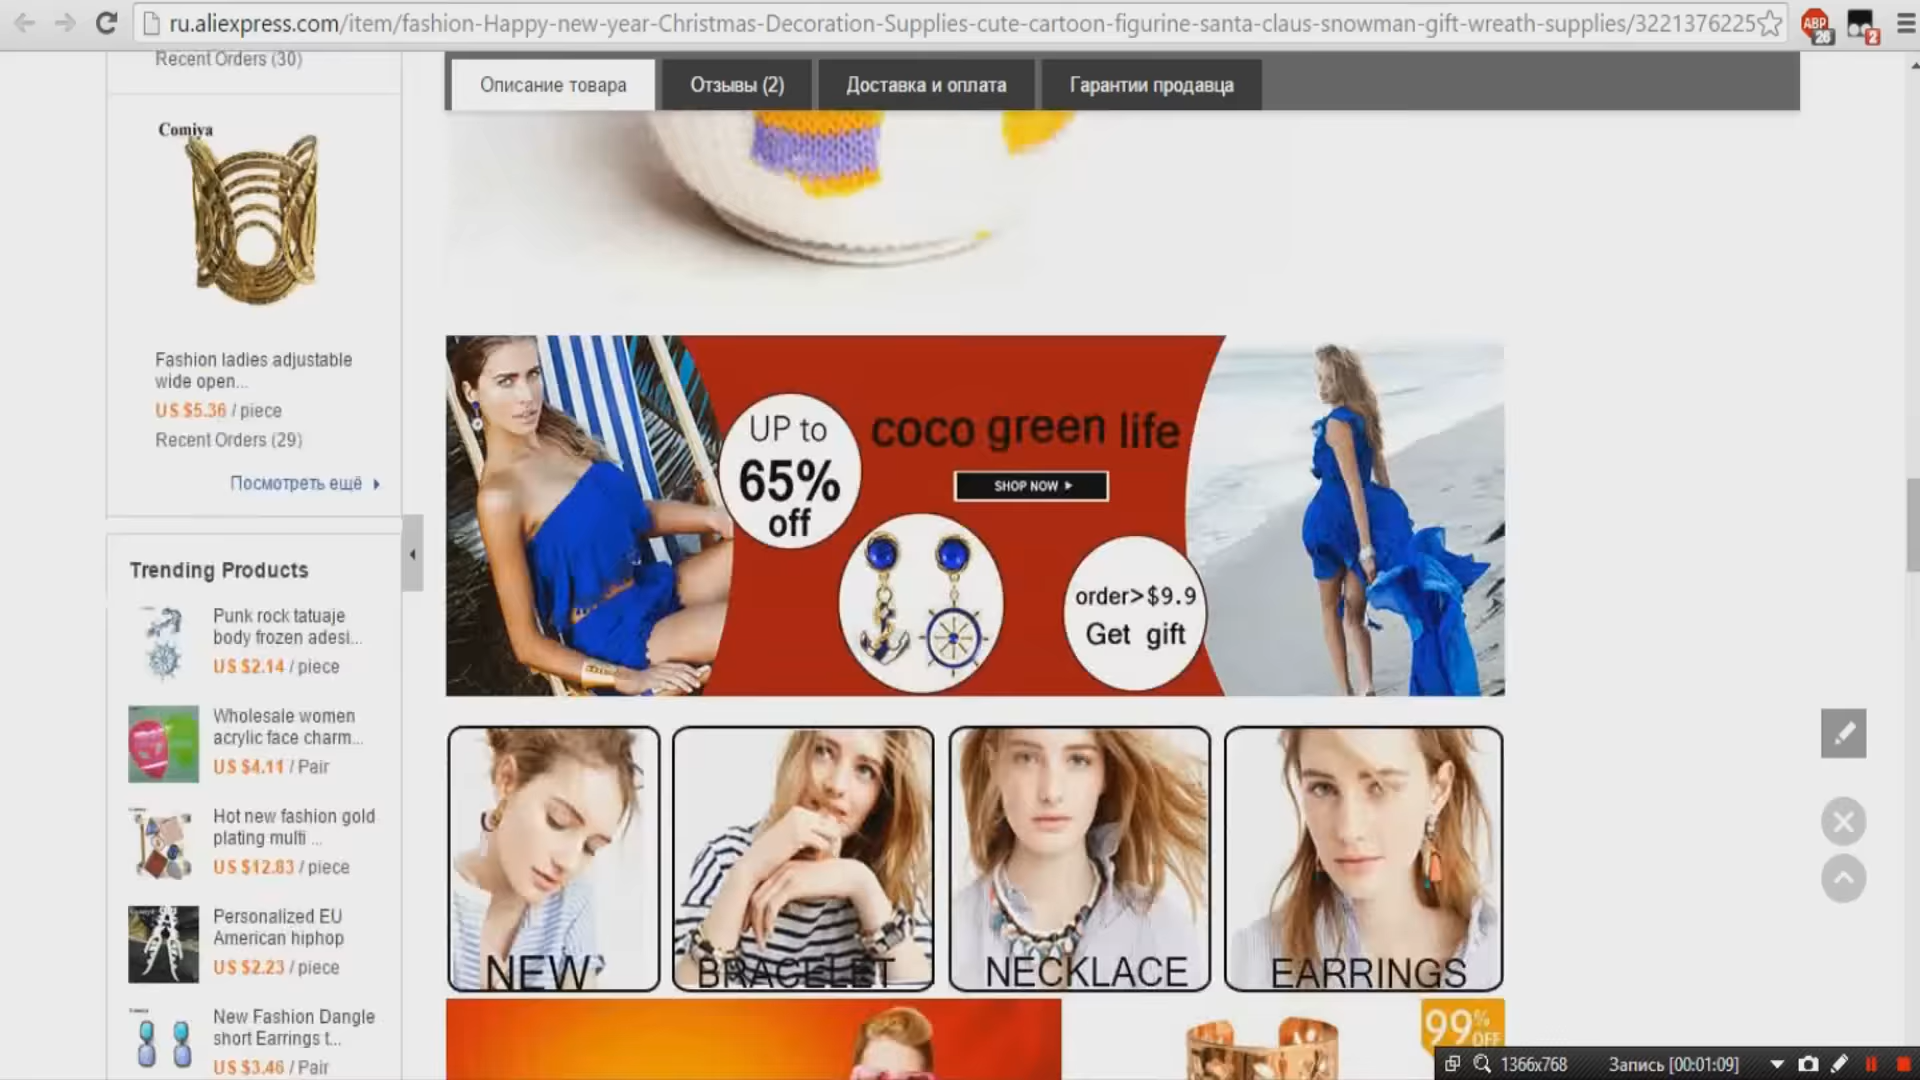 ru.aliexpress.com/item/fashion-Happy-new-year-Christmas-Decoration-Supplies-cute-cartoon-figurine-santa-claus-snowman-gift-wreath-supplies/3221376225
ABP
26
2
Recent Orders (30)
Описание товара
Отзывы (2)
Доставка и оплата
Гарантии продавца
Comiya
Fashion ladies adjustable
wide open...
US $5.36 / piece
Recent Orders (29)
Посмотреть ещё
Trending Products
Punk rock tatuaje
body frozen adesi...
US $2.14 / piece
Wholesale women
acrylic face charm...
US $4.11 / Pair
Hot new fashion gold
plating multi ...
US $12.83 / piece
Personalized EU
American hiphop
US $2.23 / piece
New Fashion Dangle
short Earrings t...
US $3.46 / Pair
UP to
65%
off
coco green life
SHOP NOW
order>$9.9
Get gift
NEW
BRACELET
NECKLACE
EARRINGS
99%
OFF
1366x768
Запись [00:01:09]